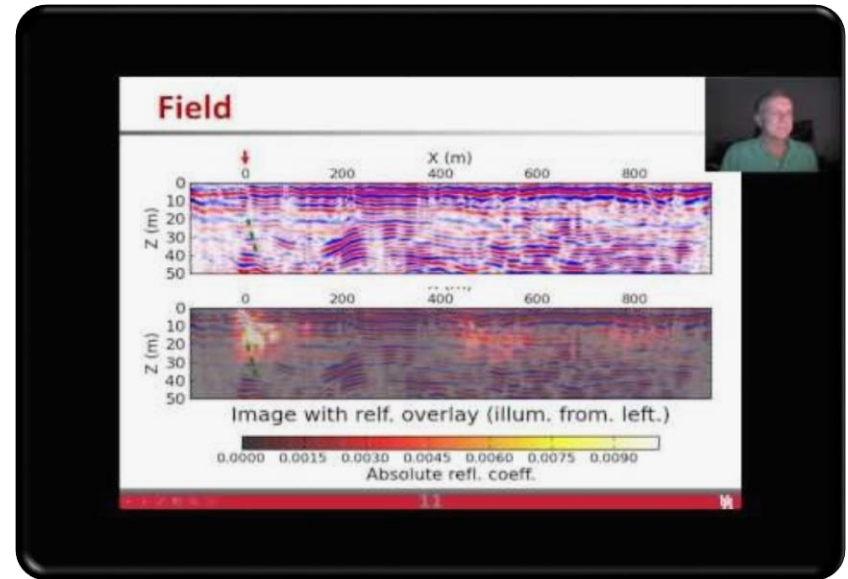 Field
X (m)
0 200 400 600 800
0
10
20
30
40
50
Z (m)
0 200 400 600 800
0
10
20
30
40
50
Z (m)
Image with relf. overlay (illum. from. left.)
0.0000 0.0015 0.0030 0.0045 0.0060 0.0075 0.0090
Absolute refl. coeff.
11